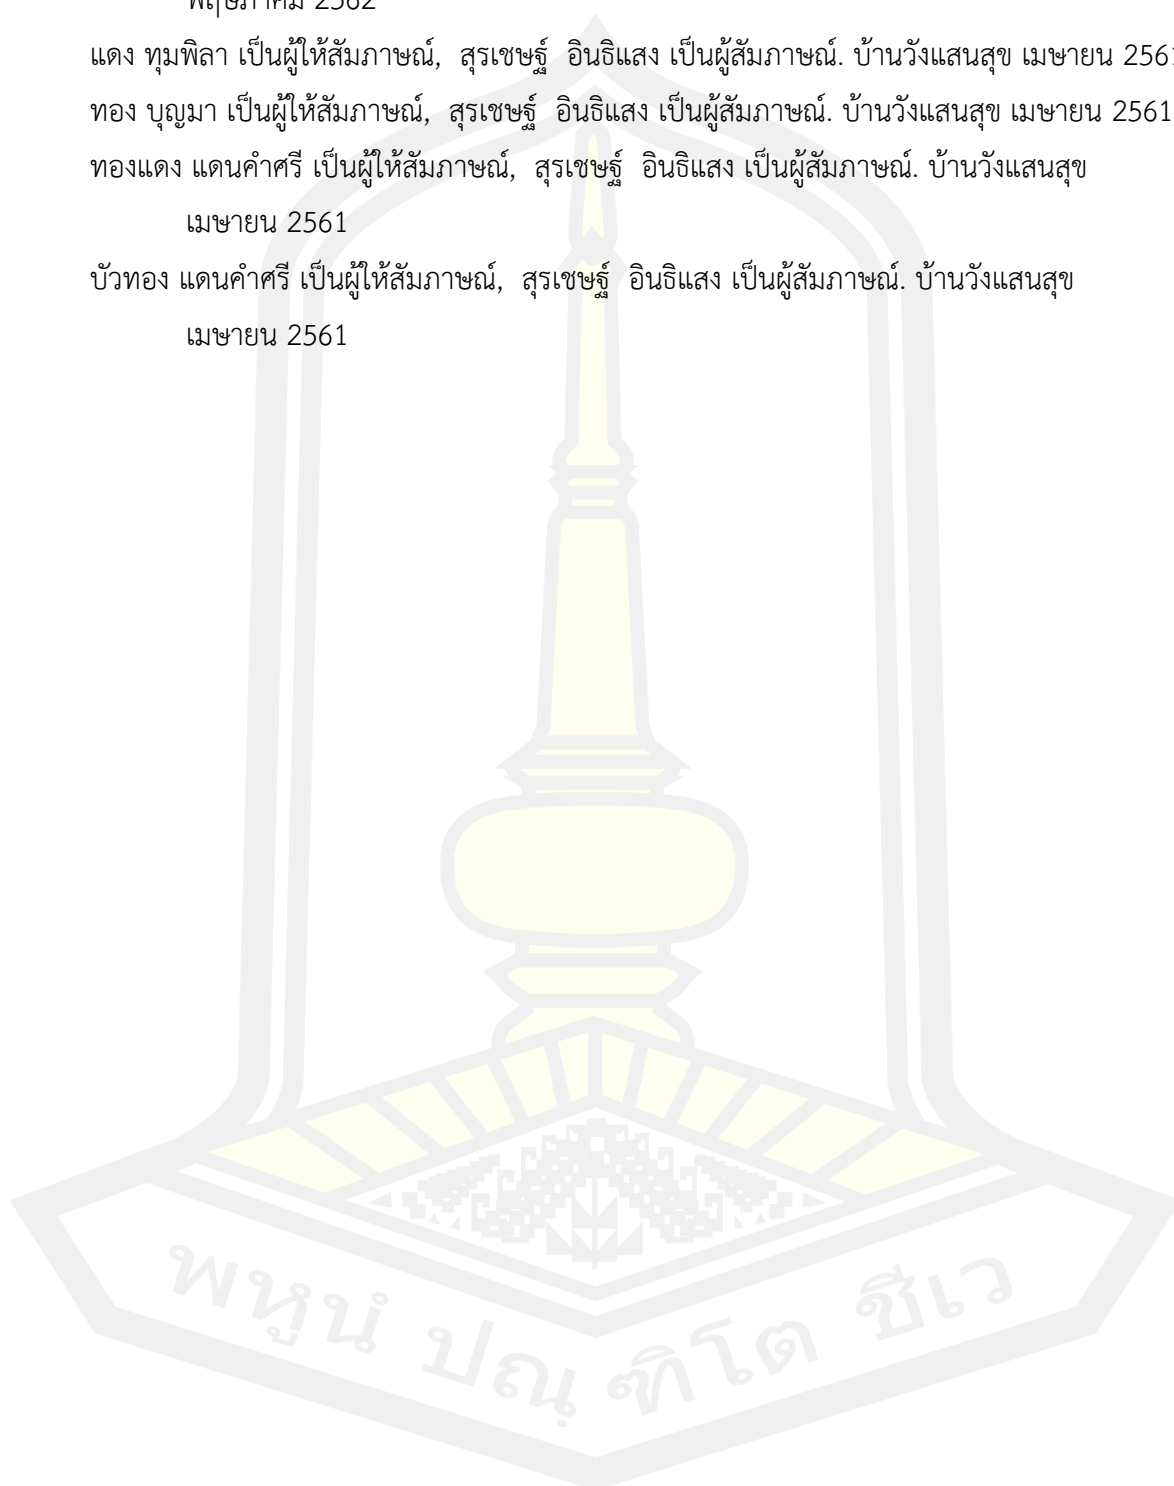 พฤษภาคม 2562
แดง ทุมพิลา เป็นผู้ให้สัมภาษณ์,  สุรเชษฐ์  อินธิแสง เป็นผู้สัมภาษณ์. บ้านวังแสนสุข เมษายน 2561
ทอง บุญมา เป็นผู้ให้สัมภาษณ์,  สุรเชษฐ์  อินธิแสง เป็นผู้สัมภาษณ์. บ้านวังแสนสุข เมษายน 2561
ทองแดง แดนคำศรี เป็นผู้ให้สัมภาษณ์,  สุรเชษฐ์  อินธิแสง เป็นผู้สัมภาษณ์. บ้านวังแสนสุข
เมษายน 2561
บัวทอง แดนคำศรี เป็นผู้ให้สัมภาษณ์,  สุรเชษฐ์  อินธิแสง เป็นผู้สัมภาษณ์. บ้านวังแสนสุข
เมษายน 2561
พหูนํ ปณฺฑิโต ชีเว